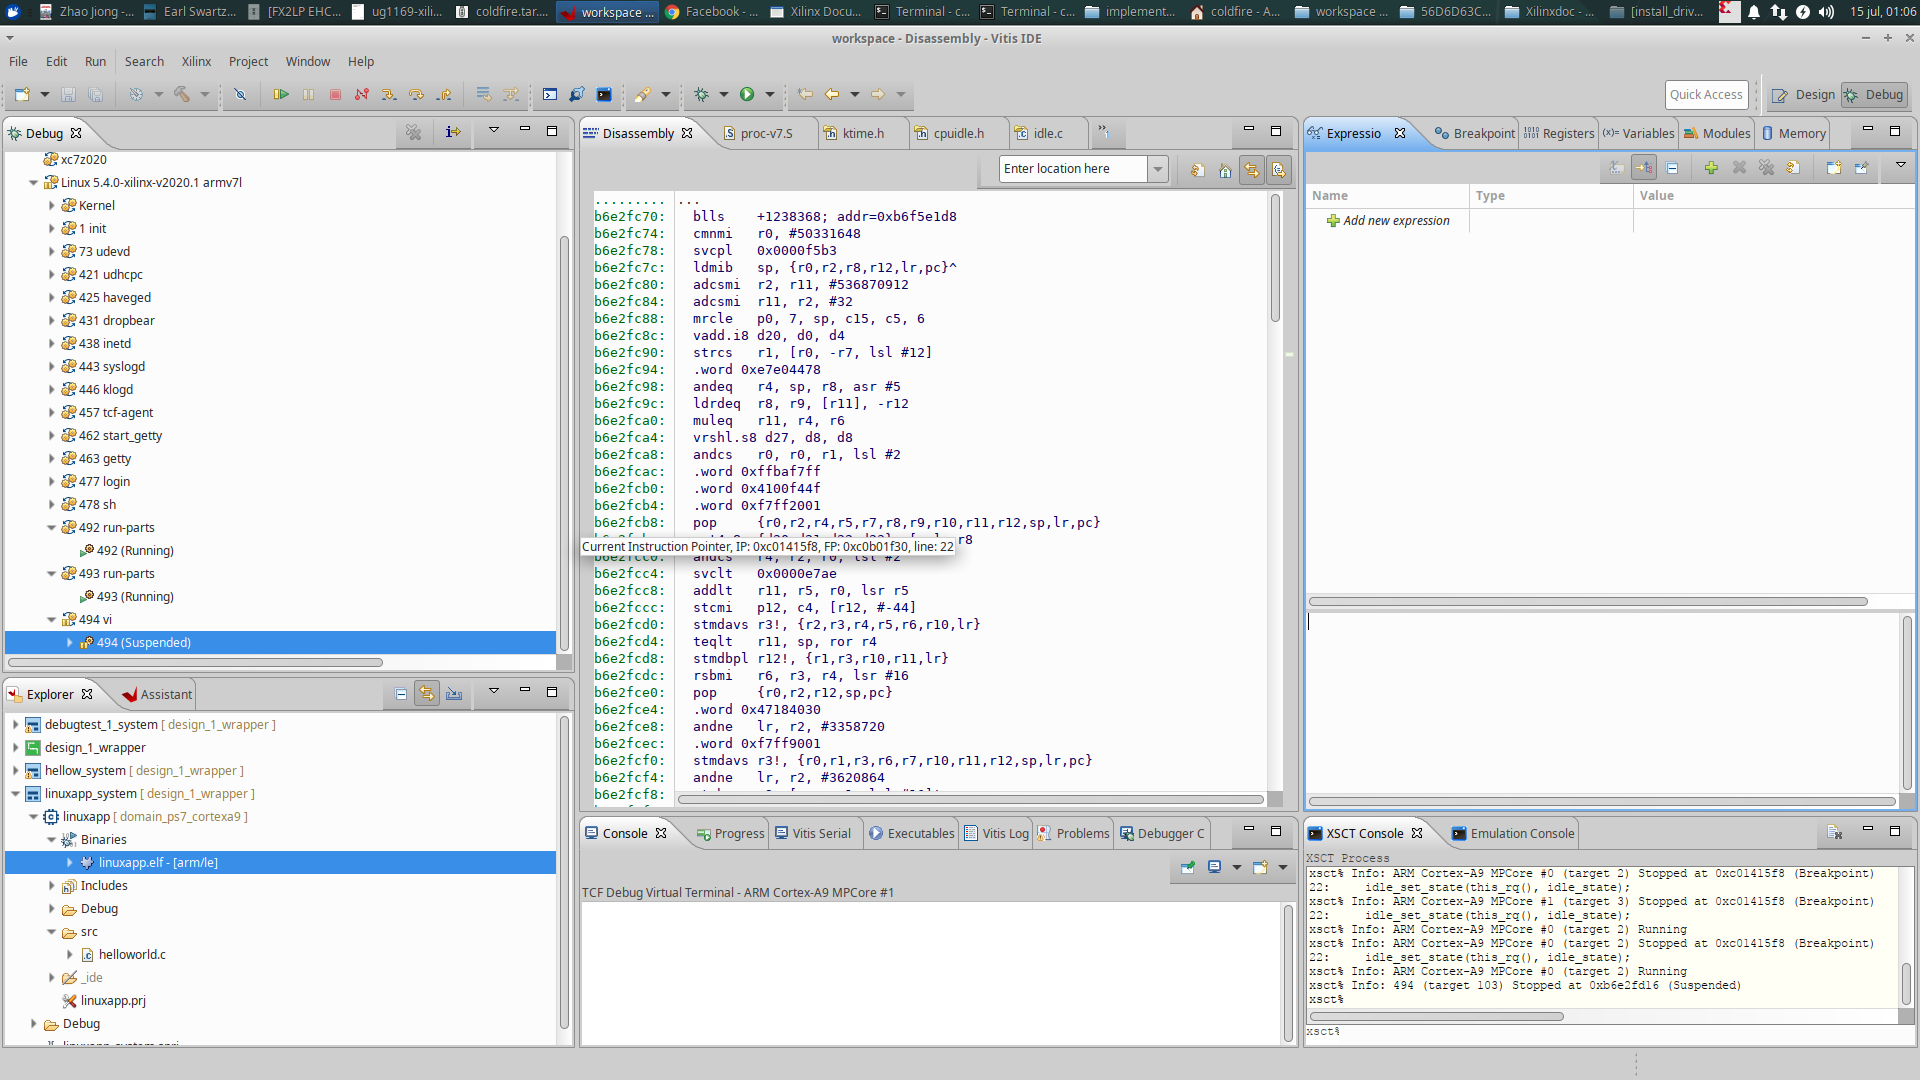 Zhao Jiong -...
Earl Swartz...
[FX2LP EHC...
ug1169-xili...
coldfire.tar....
workspace ...
Facebook - ...
Xilinx Docu...
Terminal - c...
Terminal - c...
implement...
coldfire - A...
workspace ...
56D6D63C...
Xilinxdoc - ...
[install_driv...
15 jul, 01:06
workspace - Disassembly - Vitis IDE
File Edit Run Search Xilinx Project Window Help
Quick Access
Design
Debug
Debug
xc7z020
Linux 5.4.0-xilinx-v2020.1 armv7l
Kernel
1 init
73 udevd
421 udhcpc
425 haveged
431 dropbear
438 inetd
443 syslogd
446 klogd
457 tcf-agent
462 start_getty
463 getty
477 login
478 sh
492 run-parts
492 (Running)
493 run-parts
493 (Running)
494 vi
494 (Suspended)
Explorer
Assistant
debugtest_1_system [ design_1_wrapper ]
design_1_wrapper
hellow_system [ design_1_wrapper ]
linuxapp_system [ design_1_wrapper ]
linuxapp [ domain_ps7_cortexa9 ]
Binaries
linuxapp.elf - [arm/le]
Includes
Debug
src
helloworld.c
_ide
linuxapp.prj
Debug
Disassembly
proc-v7.S
ktime.h
cpuidle.h
idle.c
Enter location here
......... ...
b6e2fc70: blls +1238368; addr=0xb6f5e1d8
b6e2fc74: cmnmi r0, #50331648
b6e2fc78: svcpl 0x0000f5b3
b6e2fc7c: ldmib sp, {r0,r2,r8,r12,lr,pc}^
b6e2fc80: adcsmi r2, r11, #536870912
b6e2fc84: adcsmi r11, r2, #32
b6e2fc88: mrcle p0, 7, sp, c15, c5, 6
b6e2fc8c: vadd.i8 d20, d0, d4
b6e2fc90: strcs r1, [r0, -r7, lsl #12]
b6e2fc94: .word 0xe7e04478
b6e2fc98: andeq r4, sp, r8, asr #5
b6e2fc9c: ldrdeq r8, r9, [r11], -r12
b6e2fca0: muleq r11, r4, r6
b6e2fca4: vrshl.s8 d27, d8, d8
b6e2fca8: andcs r0, r0, r1, lsl #2
b6e2fcac: .word 0xffbaf7ff
b6e2fcb0: .word 0x4100f44f
b6e2fcb4: .word 0xf7ff2001
b6e2fcb8: pop {r0,r2,r4,r5,r7,r8,r9,r10,r11,r12,sp,lr,pc}
Current Instruction Pointer, IP: 0xc01415f8, FP: 0xc0b01f30, line: 22
r8
b6e2fcc0: andcs r4, r2, r0, lsl #2
b6e2fcc4: svclt 0x0000e7ae
b6e2fcc8: addlt r11, r5, r0, lsr r5
b6e2fccc: stcmi p12, c4, [r12, #-44]
b6e2fcd0: stmdavs r3!, {r2,r3,r4,r5,r6,r10,lr}
b6e2fcd4: teqlt r11, sp, ror r4
b6e2fcd8: stmdbpl r12!, {r1,r3,r10,r11,lr}
b6e2fcdc: rsbmi r6, r3, r4, lsr #16
b6e2fce0: pop {r0,r2,r12,sp,pc}
b6e2fce4: .word 0x47184030
b6e2fce8: andne lr, r2, #3358720
b6e2fcec: .word 0xf7ff9001
b6e2fcf0: stmdavs r3!, {r0,r1,r3,r6,r7,r10,r11,r12,sp,lr,pc}
b6e2fcf4: andne lr, r2, #3620864
b6e2fcf8:
Expressio
Breakpoint
Registers
Variables
Modules
Memory
Name Type Value
Add new expression
Console
Progress
Vitis Serial
Executables
Vitis Log
Problems
Debugger C
TCF Debug Virtual Terminal - ARM Cortex-A9 MPCore #1
XSCT Console
Emulation Console
XSCT Process
xsct% Info: ARM Cortex-A9 MPCore #0 (target 2) Stopped at 0xc01415f8 (Breakpoint)
22: idle_set_state(this_rq(), idle_state);
xsct% Info: ARM Cortex-A9 MPCore #1 (target 3) Stopped at 0xc01415f8 (Breakpoint)
22: idle_set_state(this_rq(), idle_state);
xsct% Info: ARM Cortex-A9 MPCore #0 (target 2) Running
xsct% Info: ARM Cortex-A9 MPCore #0 (target 2) Stopped at 0xc01415f8 (Breakpoint)
22: idle_set_state(this_rq(), idle_state);
xsct% Info: ARM Cortex-A9 MPCore #0 (target 2) Running
xsct% Info: 494 (target 103) Stopped at 0xb6e2fd16 (Suspended)
xsct%
xsct%